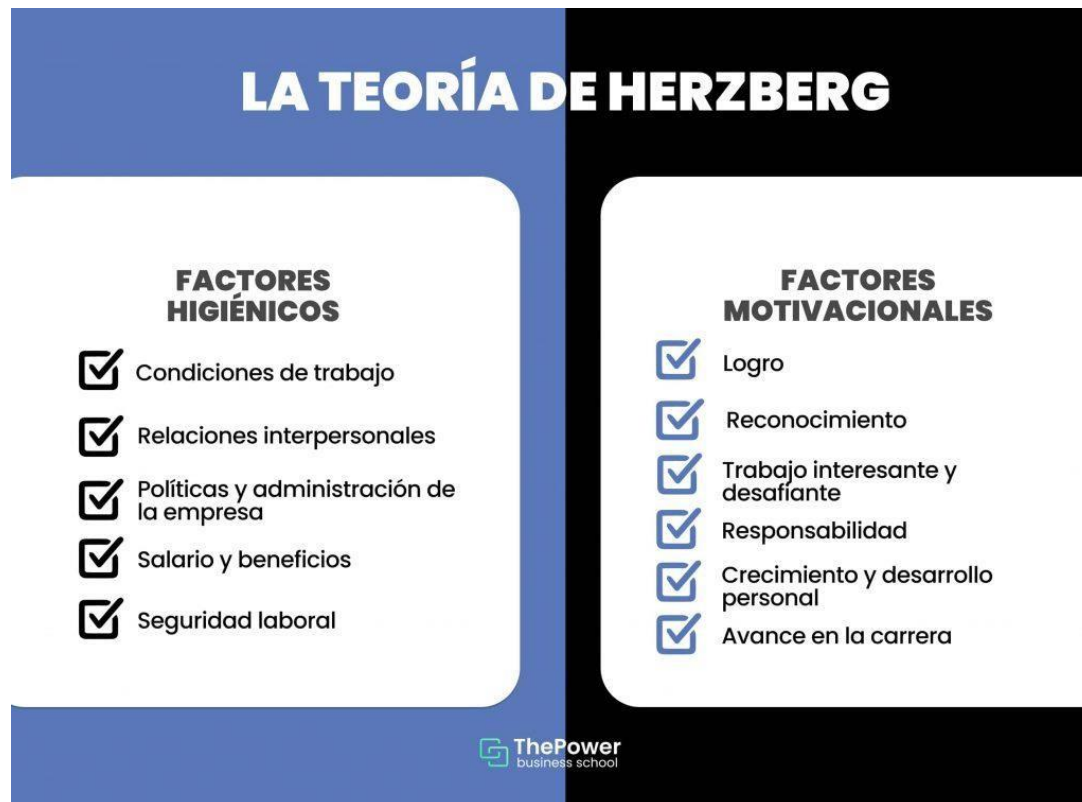 LA TEORÍA DE HERZBERG
FACTORES
HIGIÉNICOS
Condiciones de trabajo
Relaciones interpersonales
Políticas y administración de
la empresa
Salario y beneficios
Seguridad laboral
FACTORES
MOTIVACIONALES
Logro
Reconocimiento
Trabajo interesante y
desafiante
Responsabilidad
Crecimiento y desarrollo
personal
Avance en la carrera
ThePower
business school